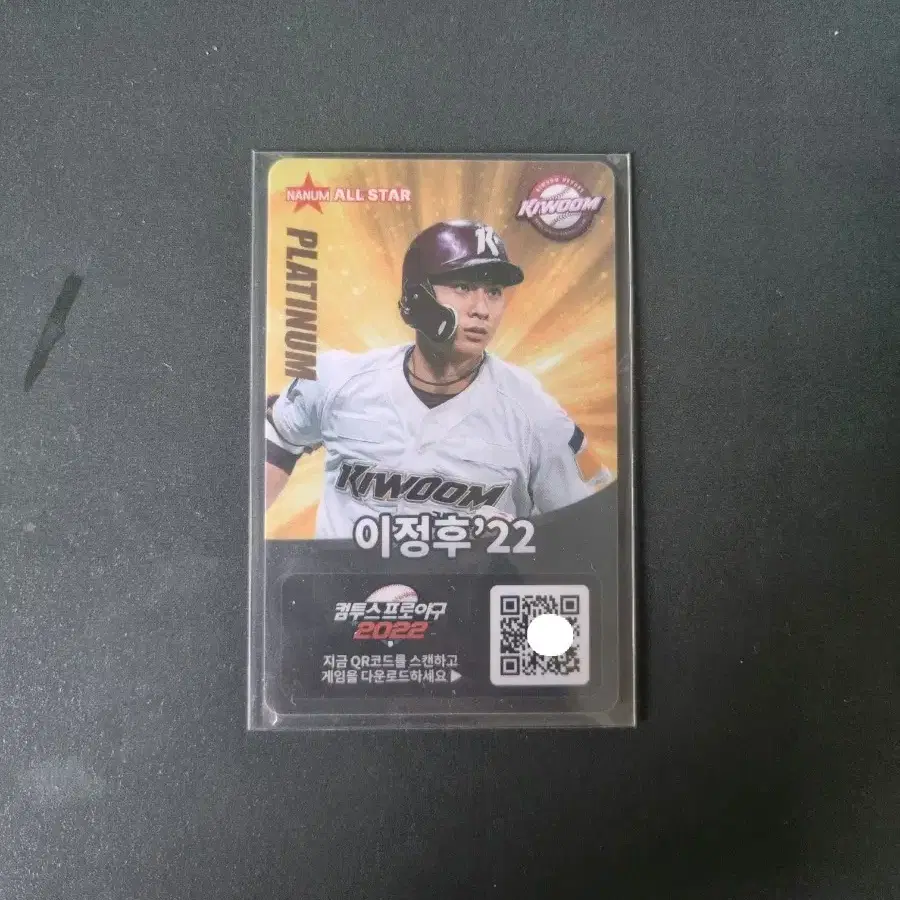 NANUM ALL STAR
KIWOOM
PLATINUM
K
KIWOOM
이정후’22
컴투스프로야구
2022
지금 QR코드를 스캔하고
게임을 다운로드하세요 ▶